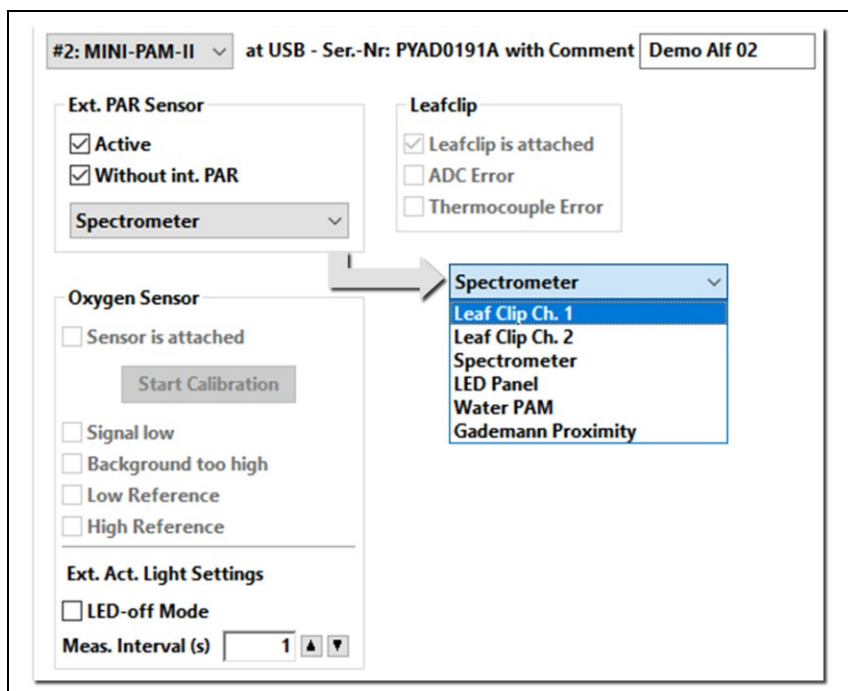 #2: MINI-PAM-II at USB - Ser.-Nr: PYAD0191A with Comment Demo Alf 02
Ext. PAR Sensor
Active
Without int. PAR
Spectrometer
Leafclip
Leafclip is attached
ADC Error
Thermocouple Error
Spectrometer
Leaf Clip Ch. 1
Leaf Clip Ch. 2
Spectrometer
LED Panel
Water PAM
Gademann Proximity
Oxygen Sensor
Sensor is attached
Start Calibration
Signal low
Background too high
Low Reference
High Reference
Ext. Act. Light Settings
LED-off Mode
Meas. Interval (s) 1